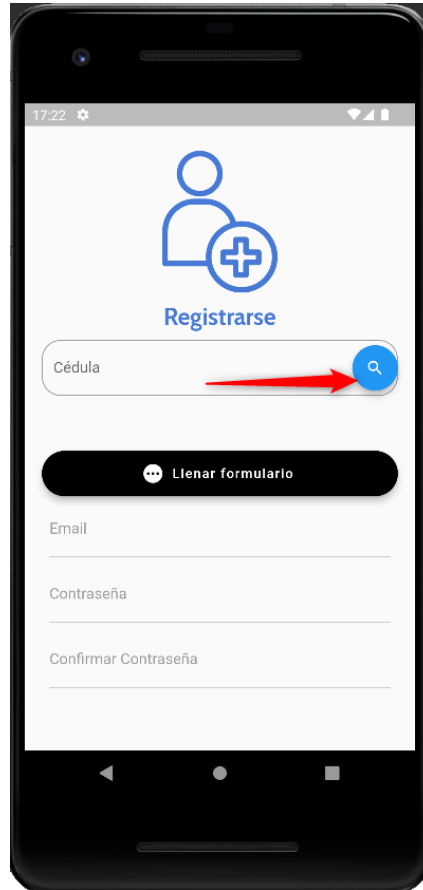 17:22
Registrarse
Cédula
Llenar formulario
Email
Contraseña
Confirmar Contraseña